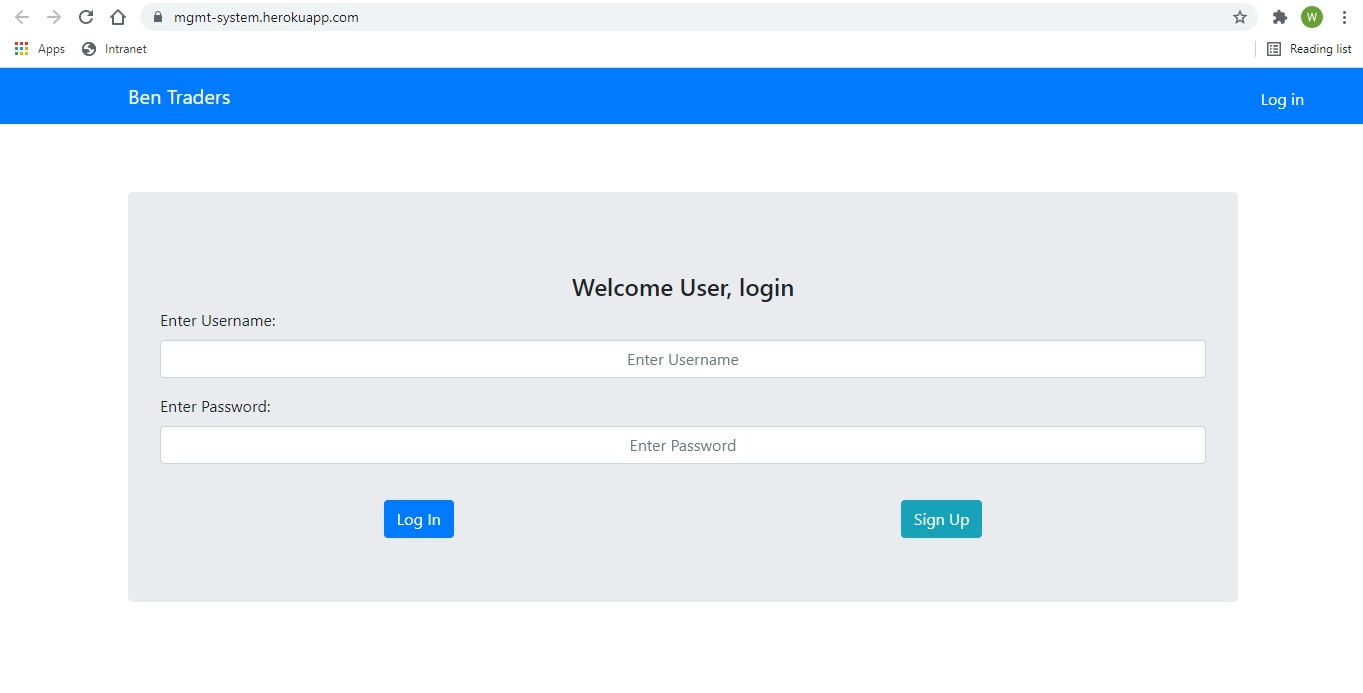 mgmt-system.herokuapp.com
W
Apps Intranet Reading list
Ben Traders Log in
Welcome User, login
Enter Username:
Enter Username
Enter Password:
Enter Password
Log In Sign Up